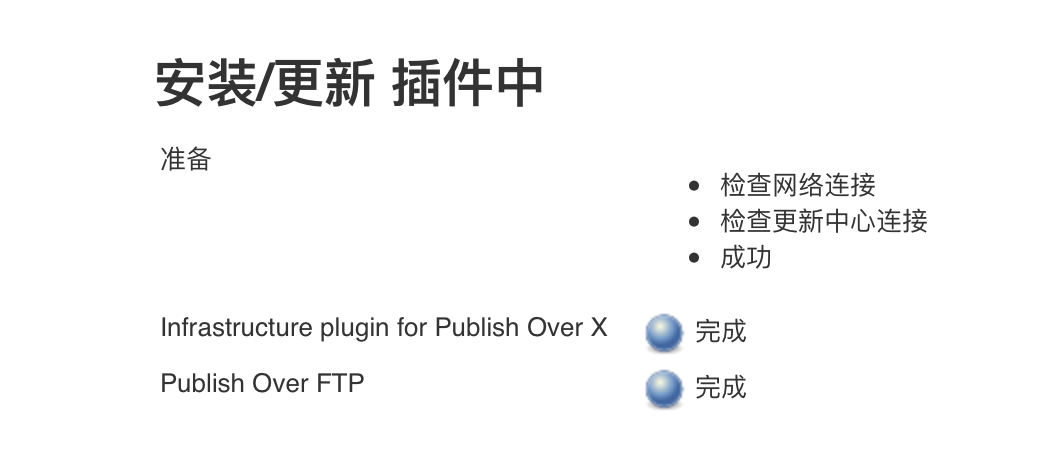 安装/更新 插件中
准备
检查网络连接
检查更新中心连接
成功
Infrastructure plugin for Publish Over X 完成
Publish Over FTP 完成